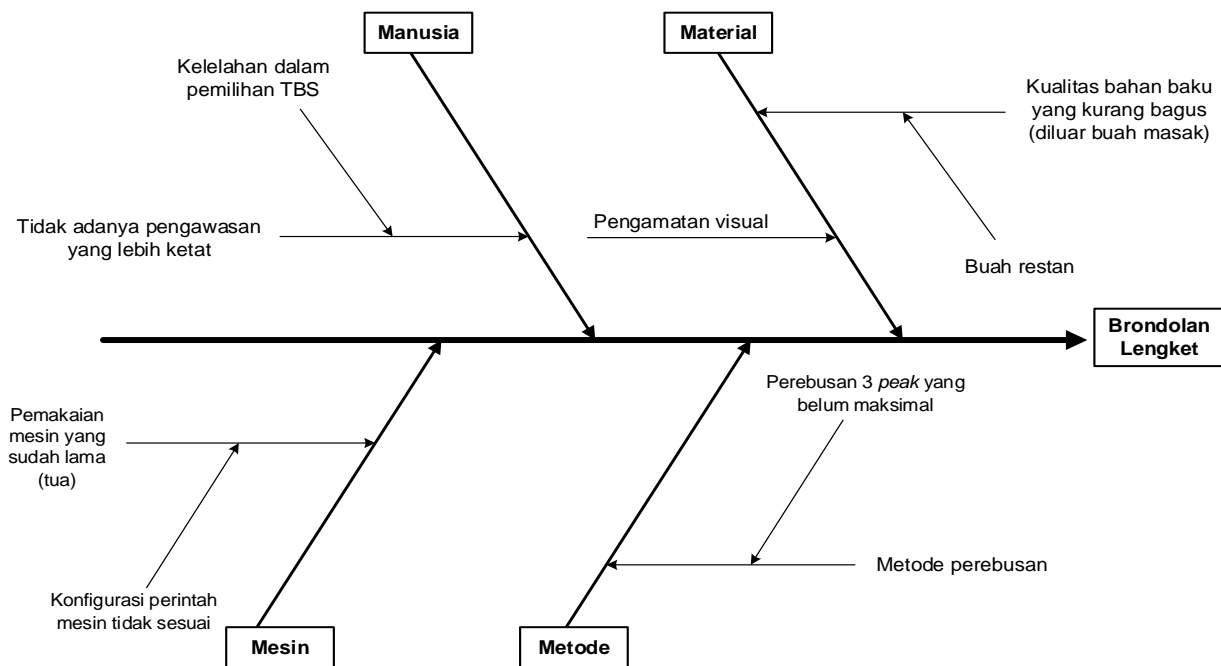 Manusia
Material
Kelelahan dalam
pemilihan TBS
Kualitas bahan baku
yang kurang bagus
(diluar buah masak)
Tidak adanya pengawasan
yang lebih ketat
Pengamatan visual
Buah restan
Brondolan
Lengket
Perebusan 3 peak yang
belum maksimal
Pemakaian
mesin yang
sudah lama
(tua)
Metode perebusan
Konfigurasi perintah
mesin tidak sesuai
Mesin
Metode